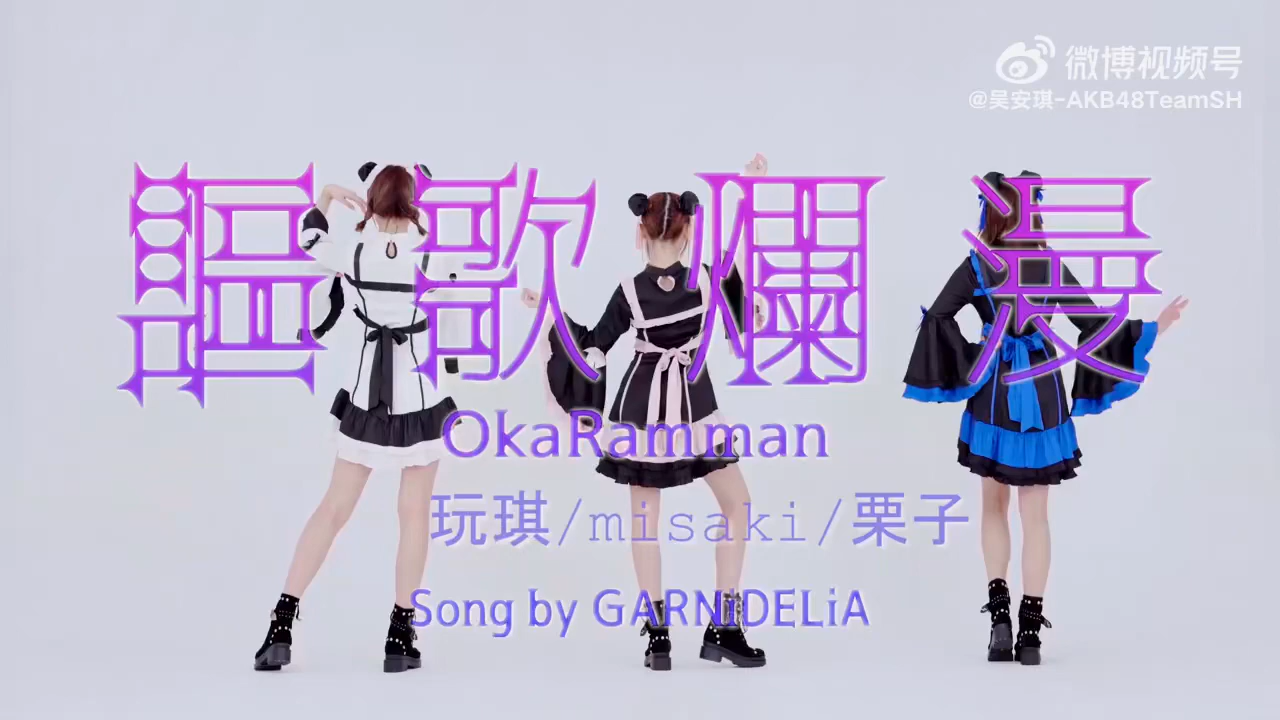 微博视频号
@吴安琪-AKB48TeamSH
謳歌爛漫
OkaRamman
玩琪/misaki/栗子
Song by GARNiDELiA